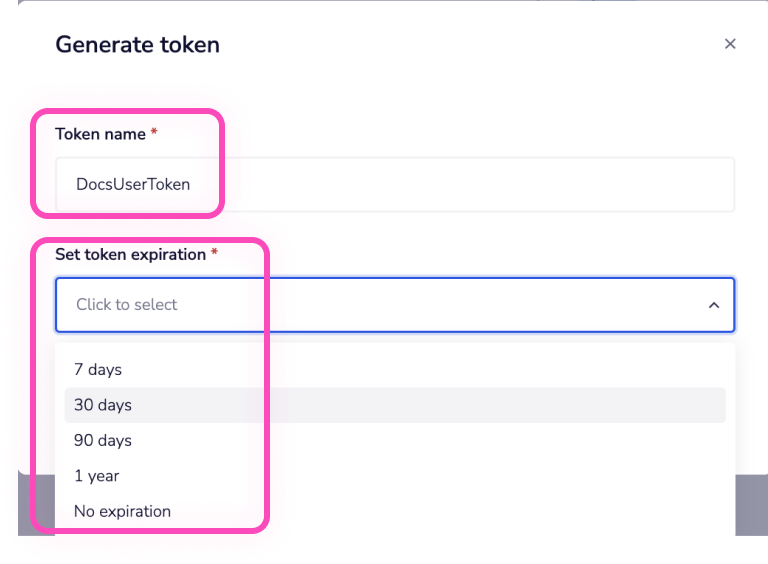 Generate token
Token name *
DocsUserToken
Set token expiration *
Click to select
7 days
30 days
90 days
1 year
No expiration